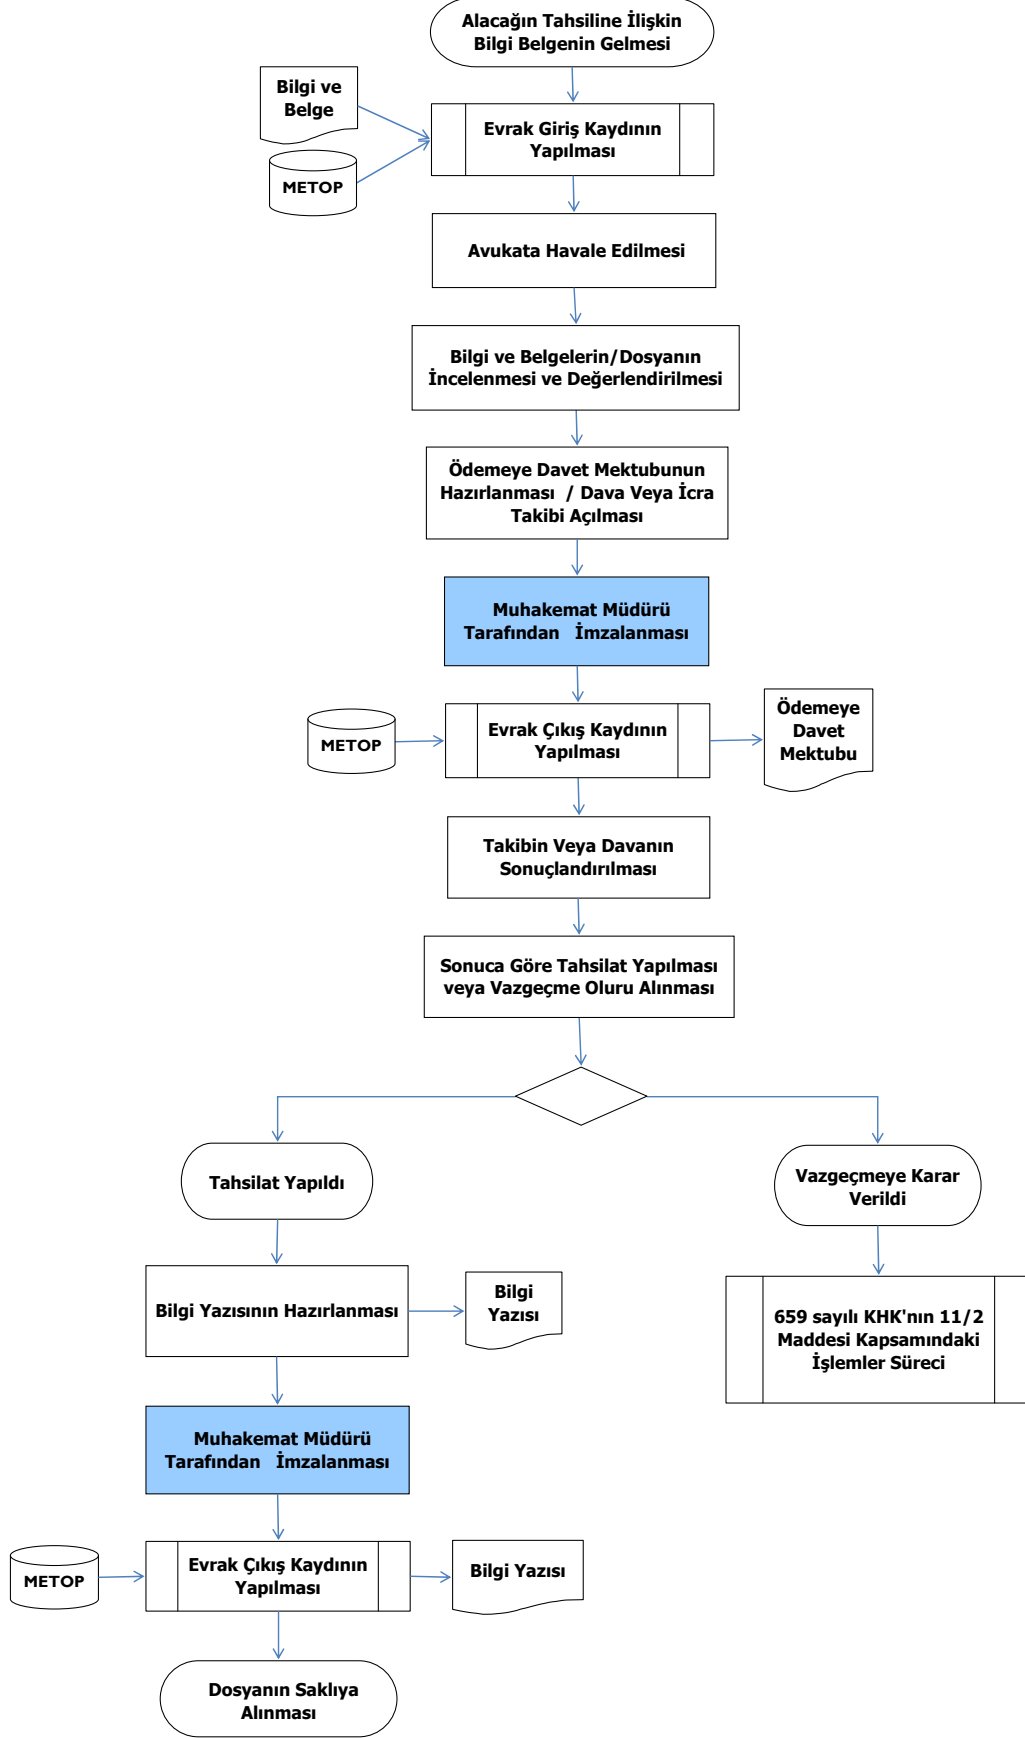 Alacağın Tahsiline İlişkin
Bilgi Belgenin Gelmesi
Bilgi ve
Belge
Evrak Giriş Kaydının
Yapılması
METOP
Avukata Havale Edilmesi
Bilgi ve Belgelerin/Dosyanın
İncelenmesi ve Değerlendirilmesi
Ödemeye Davet Mektubunun
Hazırlanması / Dava Veya İcra
Takibi Açılması
Muhakemat Müdürü
Tarafından İmzalanması
METOP
Evrak Çıkış Kaydının
Yapılması
Ödemeye
Davet
Mektubu
Takibin Veya Davanın
Sonuçlandırılması
Sonuca Göre Tahsilat Yapılması
veya Vazgeçme Oluru Alınması
Tahsilat Yapıldı
Vazgeçmeye Karar
Verildi
Bilgi Yazısının Hazırlanması
Bilgi
Yazısı
659 sayılı KHK'nın 11/2
Maddesi Kapsamındaki
İşlemler Süreci
Muhakemat Müdürü
Tarafından İmzalanması
METOP
Evrak Çıkış Kaydının
Yapılması
Bilgi Yazısı
Dosyanın Saklıya
Alınması